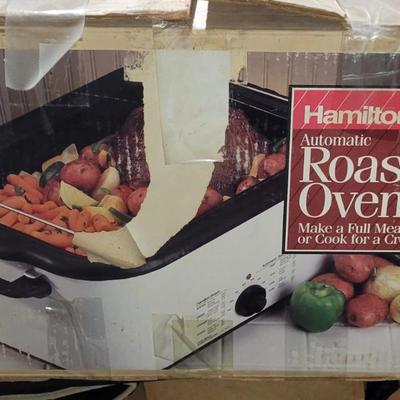 Hamilton
Automatic
Roas
Oven
Make a Full Mea
or Cook for a Cr